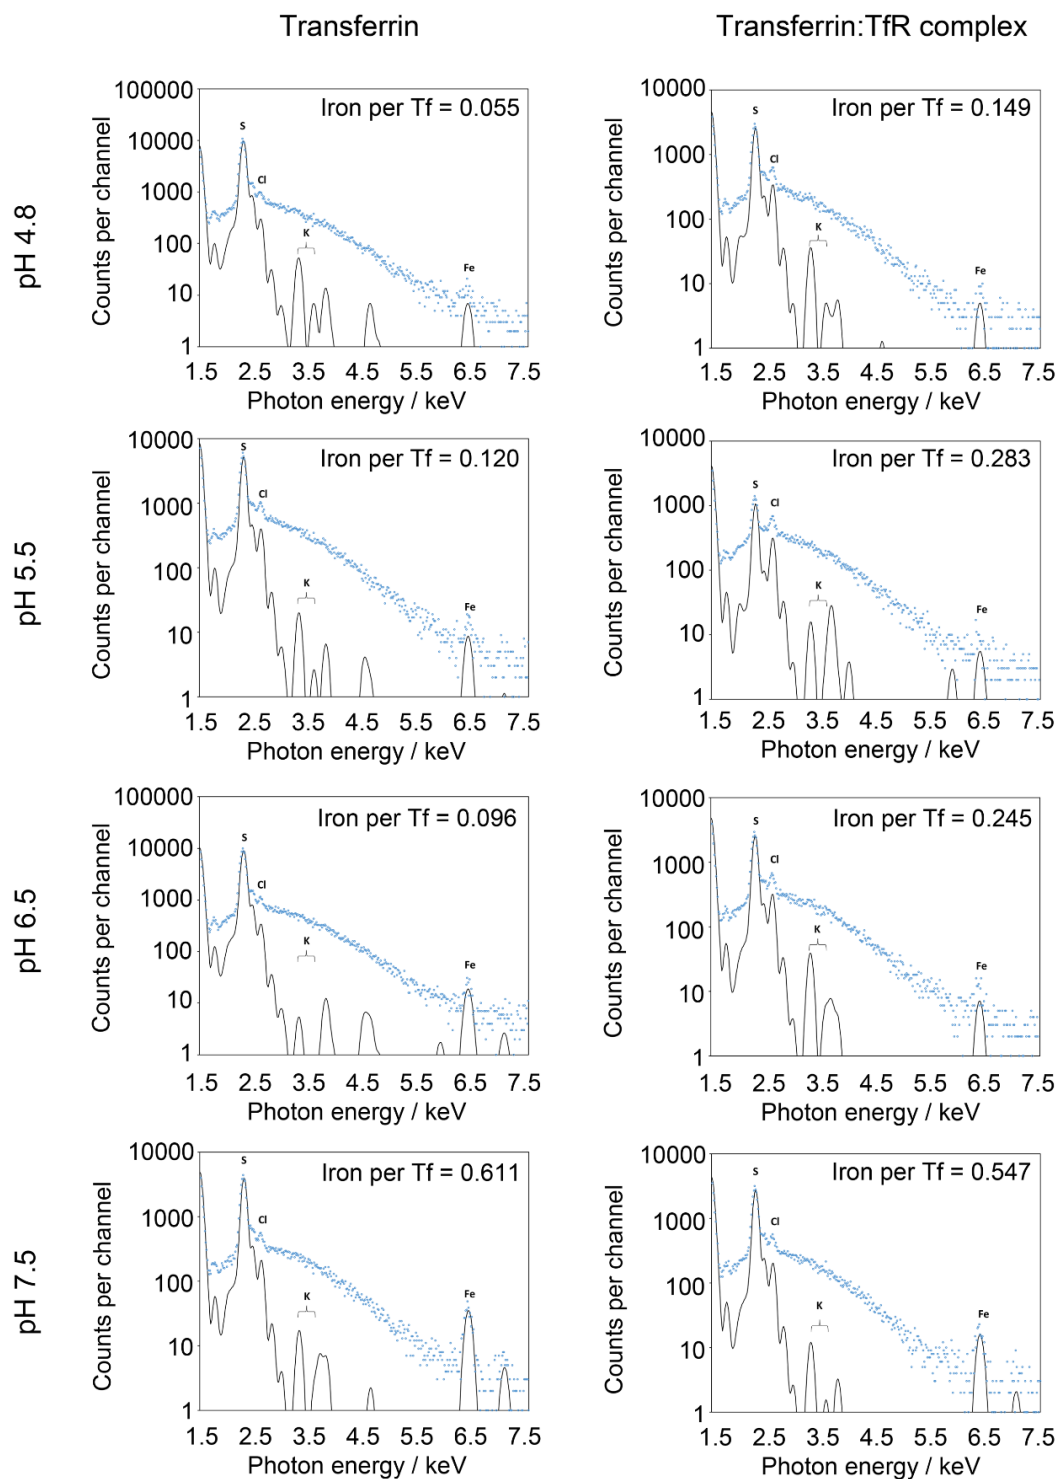 Transferrin
Transferrin:TfR complex
pH 4.8
Counts per channel
100000
10000
1000
100
10
1
Iron per Tf = 0.055
S
Cl
K
Fe
1.5 2.5 3.5 4.5 5.5 6.5 7.5
Photon energy / keV
Counts per channel
10000
1000
100
10
1
Iron per Tf = 0.149
S
Cl
K
Fe
1.5 2.5 3.5 4.5 5.5 6.5 7.5
Photon energy / keV
pH 5.5
Counts per channel
10000
1000
100
10
1
Iron per Tf = 0.120
S
Cl
K
Fe
1.5 2.5 3.5 4.5 5.5 6.5 7.5
Photon energy / keV
Counts per channel
10000
1000
100
10
1
Iron per Tf = 0.283
S
Cl
K
Fe
1.5 2.5 3.5 4.5 5.5 6.5 7.5
Photon energy / keV
pH 6.5
Counts per channel
100000
10000
1000
100
10
1
Iron per Tf = 0.096
S
Cl
K
Fe
1.5 2.5 3.5 4.5 5.5 6.5 7.5
Photon energy / keV
Counts per channel
10000
1000
100
10
1
Iron per Tf = 0.245
S
Cl
K
Fe
1.5 2.5 3.5 4.5 5.5 6.5 7.5
Photon energy / keV
pH 7.5
Counts per channel
10000
1000
100
10
1
Iron per Tf = 0.611
S
Cl
K
Fe
1.5 2.5 3.5 4.5 5.5 6.5 7.5
Photon energy / keV
Counts per channel
10000
1000
100
10
1
Iron per Tf = 0.547
S
Cl
K
Fe
1.5 2.5 3.5 4.5 5.5 6.5 7.5
Photon energy / keV